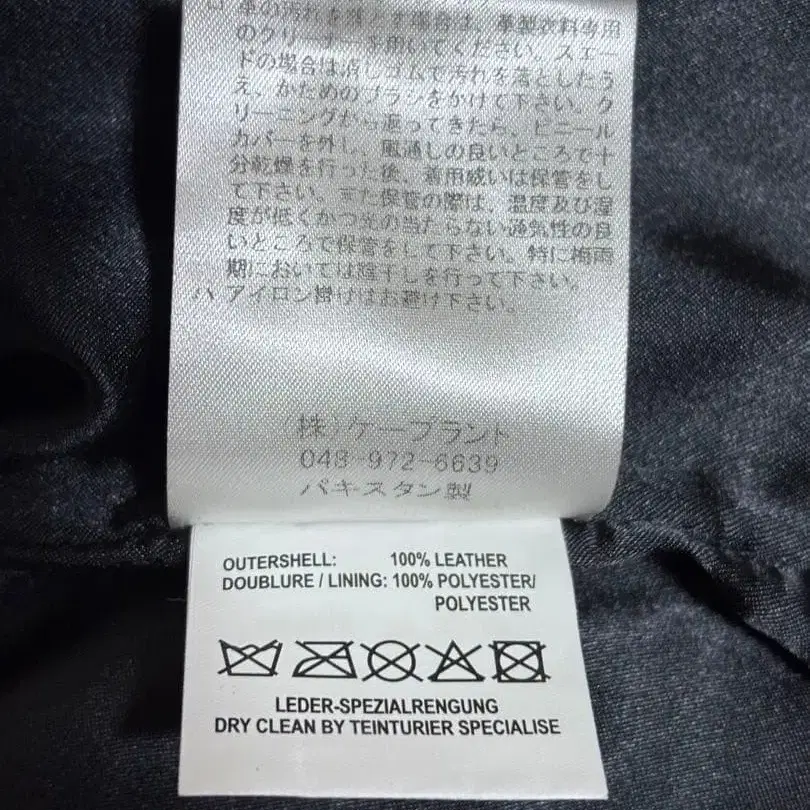 ロ 革の汚れを落とす場合は、革製衣料専用
のクリーナーを用いてください。スエー
ドの場合は消しゴムで汚れを落としたう
え、かためのブラシをかけて下さい。ク
リーニングから返ってきたら、ビニール
カバーを外し、風通しの良いところで十
分乾燥を行った後、着用或いは保管をし
て下さい。また保管の際は、温度及び湿
度が低くかつ光の当たらない通気性の良
いところで保管をして下さい。特に梅雨
期においては陰干しを行って下さい。
ハ アイロン掛けはお避け下さい。
(株)ケーブラント
048-972-6639
パキスタン製
OUTERSHELL: 100% LEATHER
DOUBLURE / LINING: 100% POLYESTER/
POLYESTER
LEDER-SPEZIALRENGUNG
DRY CLEAN BY TEINTURIER SPECIALISE